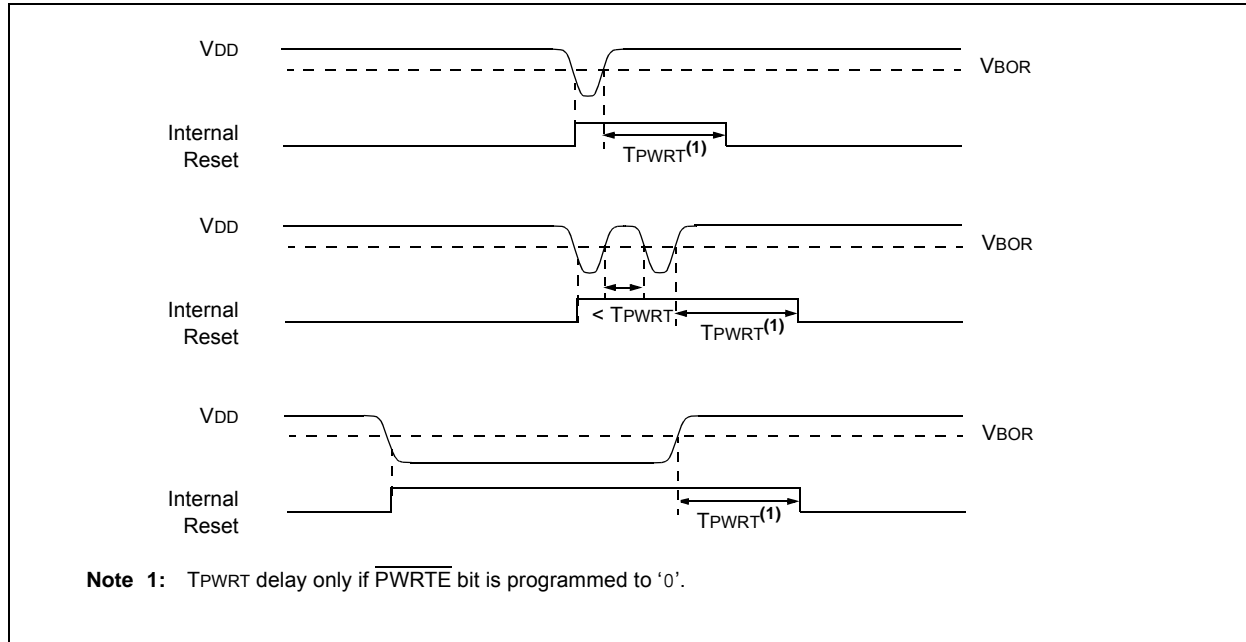 VDD
VBOR
Internal
Reset
TPWRT(1)
VDD
VBOR
Internal
Reset
< TPWRT
TPWRT(1)
VDD
VBOR
Internal
Reset
TPWRT(1)
Note 1: TPWRT delay only if PWRTE bit is programmed to ‘0’.